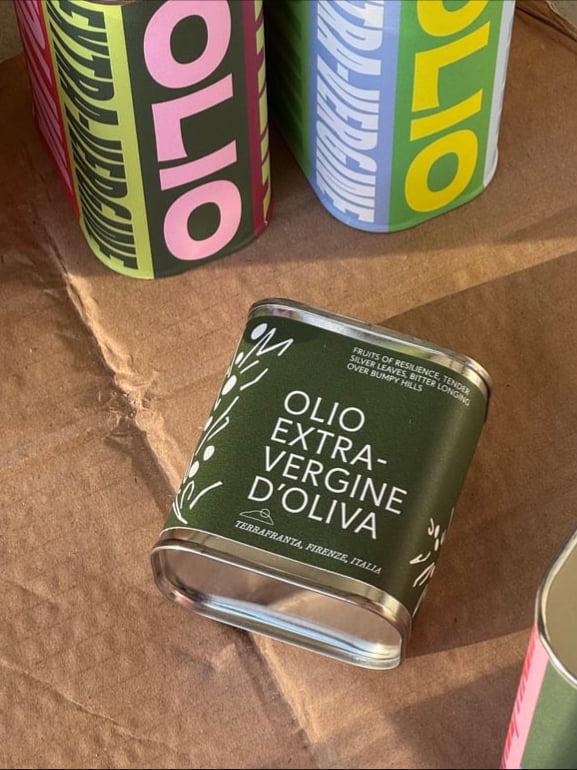 EXTRA-VERGINE
OLIO
EXTRA-VERGINE
OLIO
FRUITS OF RESILIENCE, TENDER
SILVER LEAVES, BITTER LONGING
OVER BUMPY HILLS
OLIO
EXTRA-
VERGINE
D'OLIVA
TERRAFRANTA, FIRENZE, ITALIA